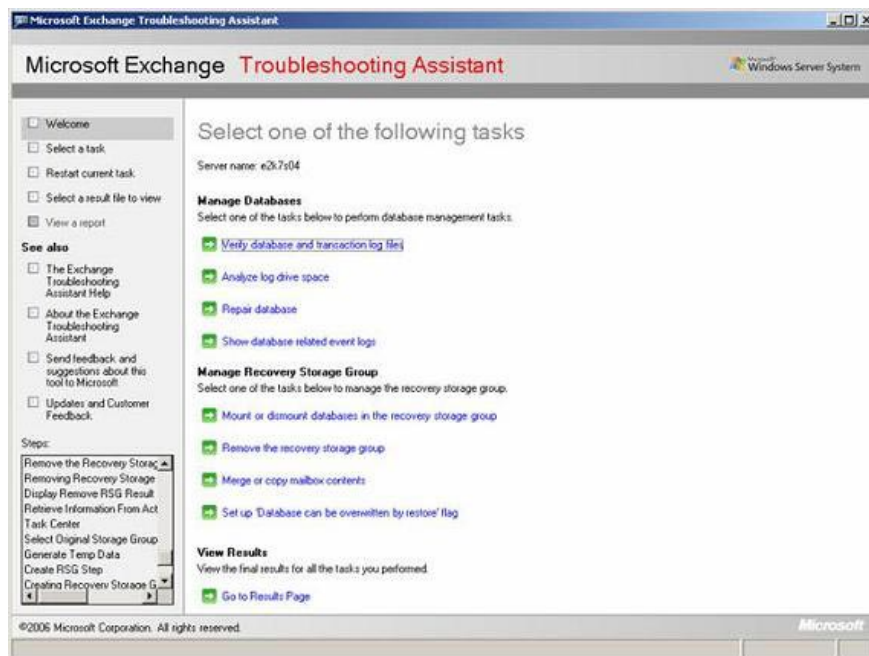 Microsoft Exchange Troubleshooting Assistant
Microsoft Exchange Troubleshooting Assistant
Microsoft
Windows Server System
Welcome
Select a task
Restart current task
Select a result file to view
View a report
See also
The Exchange
Troubleshooting
Assistant Help
About the Exchange
Troubleshooting
Assistant
Send feedback and
suggestions about this
tool to Microsoft
Updates and Customer
Feedback
Steps:
Remove the Recovery Storag
Removing Recovery Storage
Display Remove RSG Result
Retrieve Information From Act
Task Center
Select Original Storage Group
Generate Temp Data
Create RSG Step
Creating Recovery Storage G
Select one of the following tasks
Server name: e2k7s04
Manage Databases
Select one of the tasks below to perform database management tasks.
Verify database and transaction log files
Analyze log drive space
Repair database
Show database related event logs
Manage Recovery Storage Group
Select one of the tasks below to manage the recovery storage group.
Mount or dismount databases in the recovery storage group
Remove the recovery storage group
Merge or copy mailbox contents
Set up 'Database can be overwritten by restore' flag
View Results
View the final results for all the tasks you performed.
Go to Results Page
©2006 Microsoft Corporation. All rights reserved.
Microsoft